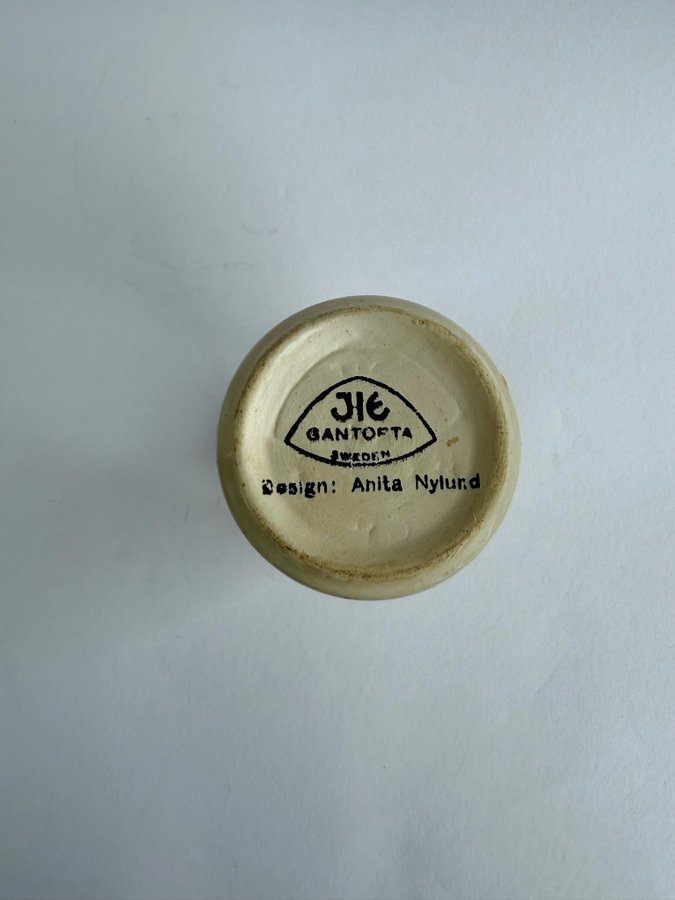 JIE
GANTOFTA
SWEDEN
Design: Anita Nylund